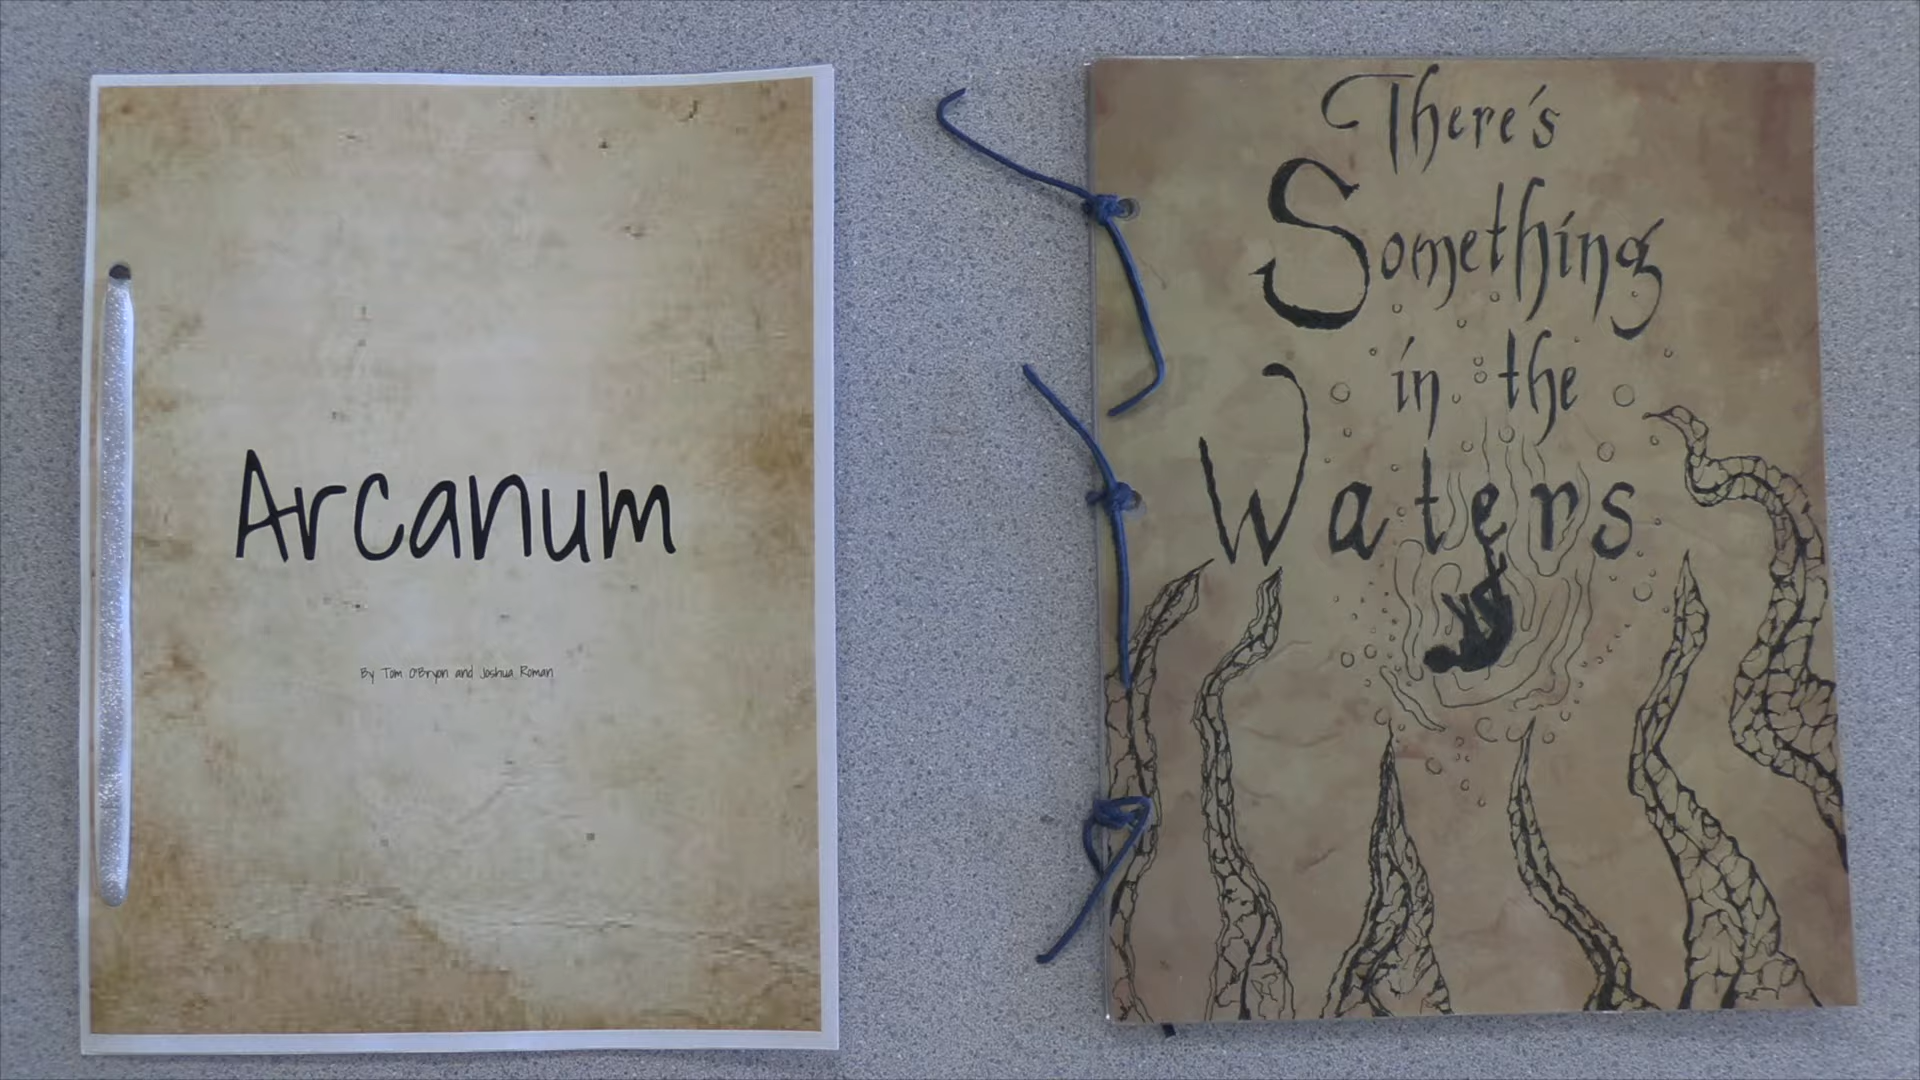 Arcanum
By Tom O'Bryon and Joshua Roman
There's
Something
in the
Waters